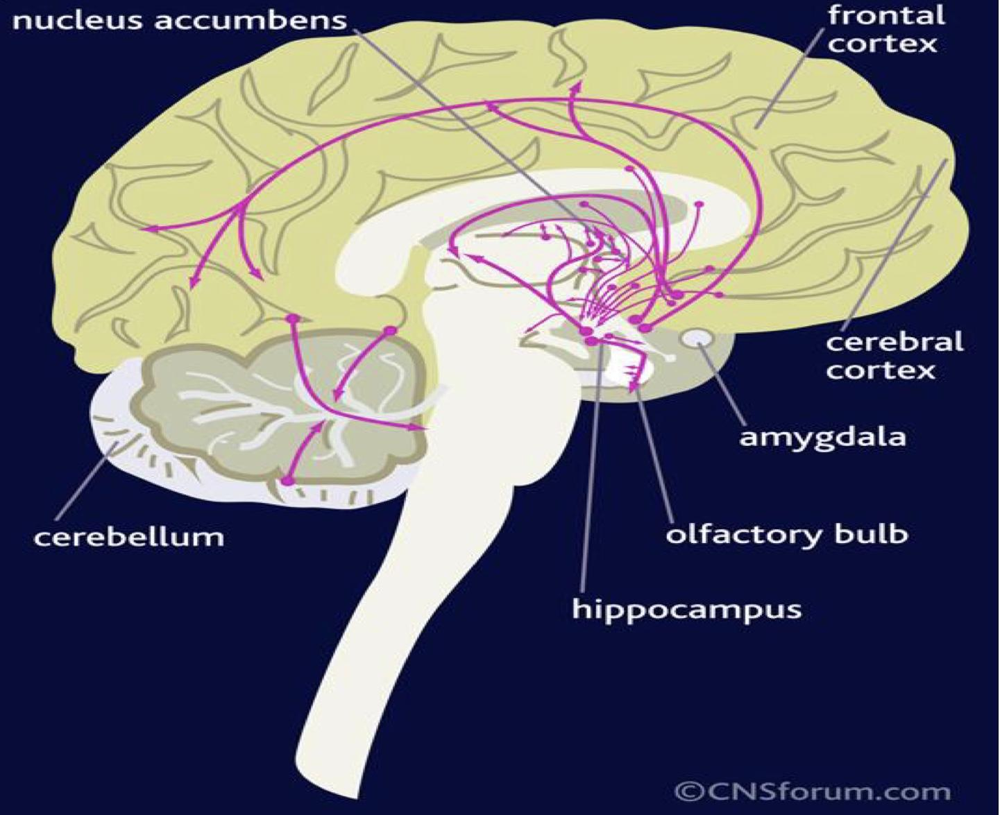 nucleus accumbens
frontal
cortex
cerebral
cortex
amygdala
cerebellum
olfactory bulb
hippocampus
©CNSforum.com